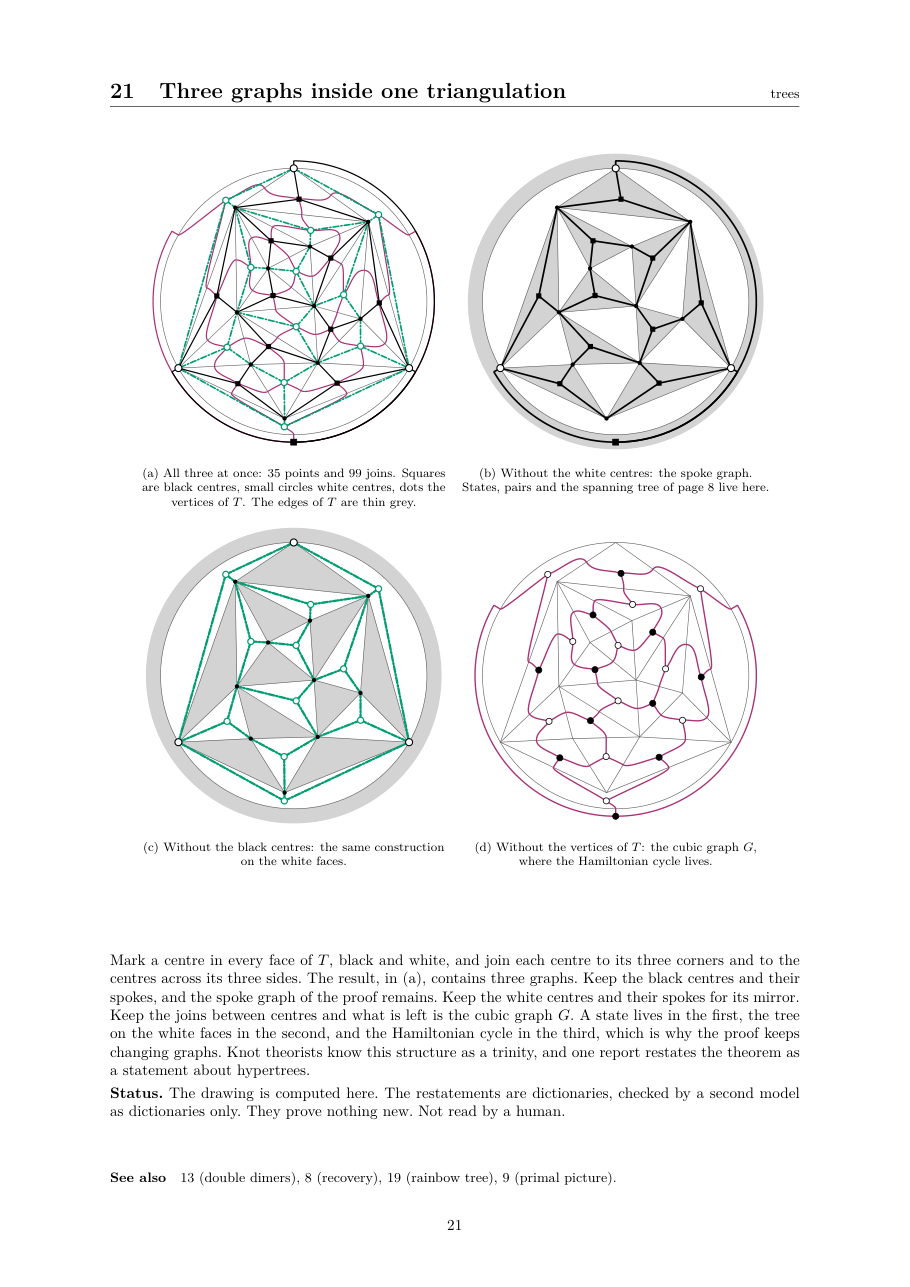 21 Three graphs inside one triangulation trees
(a) All three at once: 35 points and 99 joins. Squares
are black centres, small circles white centres, dots the
vertices of T. The edges of T are thin grey.
(b) Without the white centres: the spoke graph.
States, pairs and the spanning tree of page 8 live here.
(c) Without the black centres: the same construction
on the white faces.
(d) Without the vertices of T: the cubic graph G,
where the Hamiltonian cycle lives.
Mark a centre in every face of T, black and white, and join each centre to its three corners and to the
centres across its three sides. The result, in (a), contains three graphs. Keep the black centres and their
spokes, and the spoke graph of the proof remains. Keep the white centres and their spokes for its mirror.
Keep the joins between centres and what is left is the cubic graph G. A state lives in the first, the tree
on the white faces in the second, and the Hamiltonian cycle in the third, which is why the proof keeps
changing graphs. Knot theorists know this structure as a trinity, and one report restates the theorem as
a statement about hypertrees.
Status. The drawing is computed here. The restatements are dictionaries, checked by a second model
as dictionaries only. They prove nothing new. Not read by a human.
See also 13 (double dimers), 8 (recovery), 19 (rainbow tree), 9 (primal picture).
21